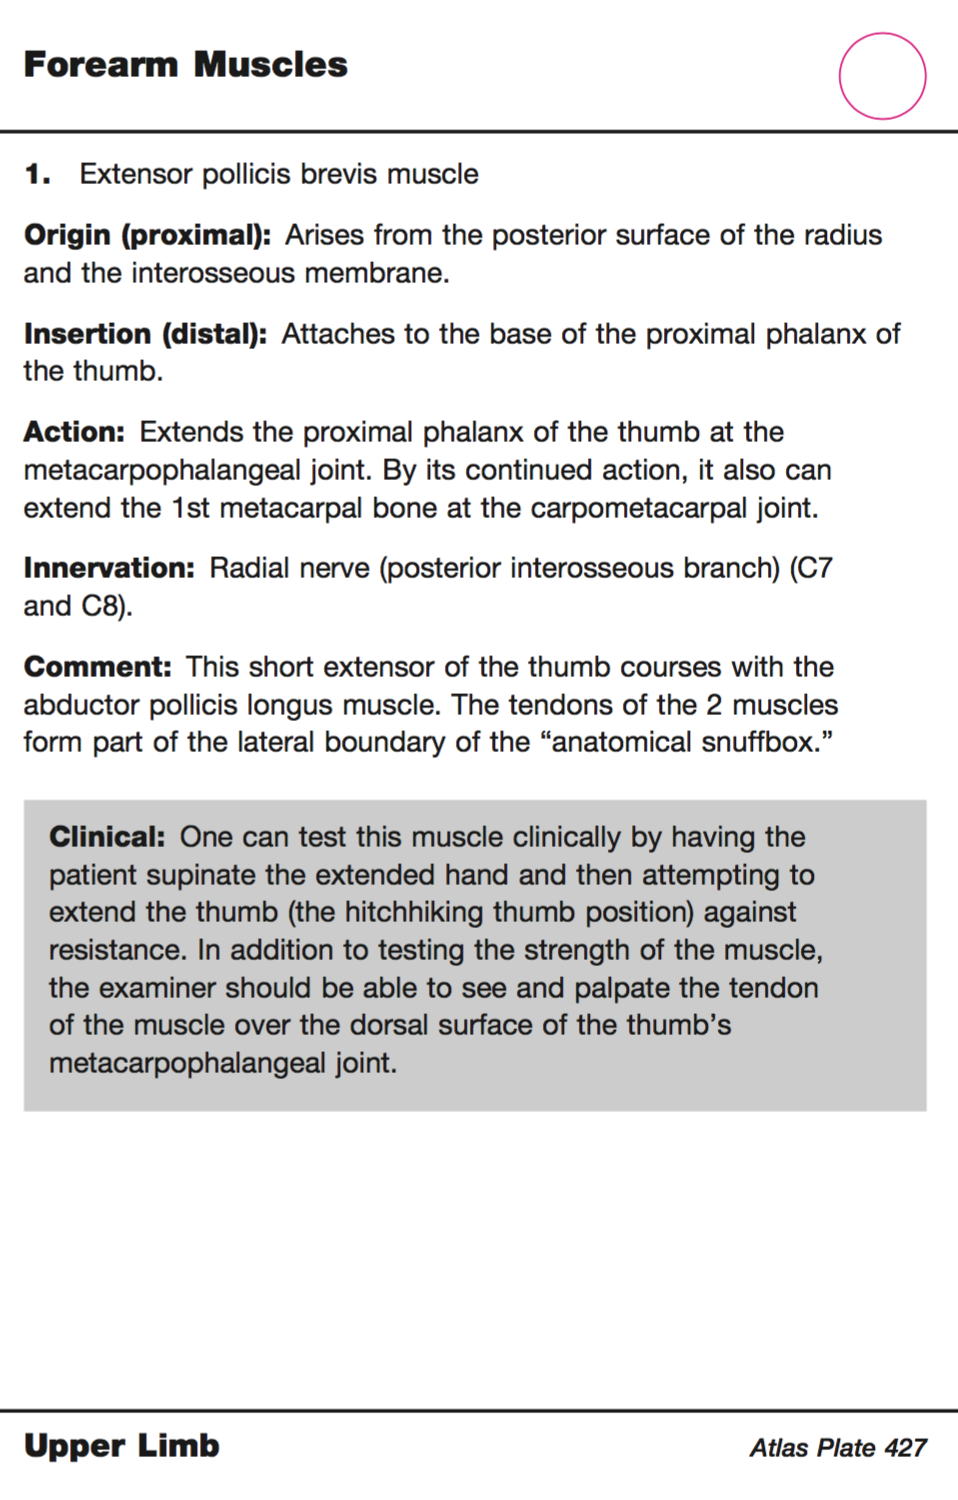 Forearm Muscles
1. Extensor pollicis brevis muscle
Origin (proximal): Arises from the posterior surface of the radius
and the interosseous membrane.
Insertion (distal): Attaches to the base of the proximal phalanx of
the thumb.
Action: Extends the proximal phalanx of the thumb at the
metacarpophalangeal joint. By its continued action, it also can
extend the 1st metacarpal bone at the carpometacarpal joint.
Innervation: Radial nerve (posterior interosseous branch) (C7
and C8).
Comment: This short extensor of the thumb courses with the
abductor pollicis longus muscle. The tendons of the 2 muscles
form part of the lateral boundary of the “anatomical snuffbox.”
Clinical: One can test this muscle clinically by having the
patient supinate the extended hand and then attempting to
extend the thumb (the hitchhiking thumb position) against
resistance. In addition to testing the strength of the muscle,
the examiner should be able to see and palpate the tendon
of the muscle over the dorsal surface of the thumb’s
metacarpophalangeal joint.
Upper Limb
Atlas Plate 427